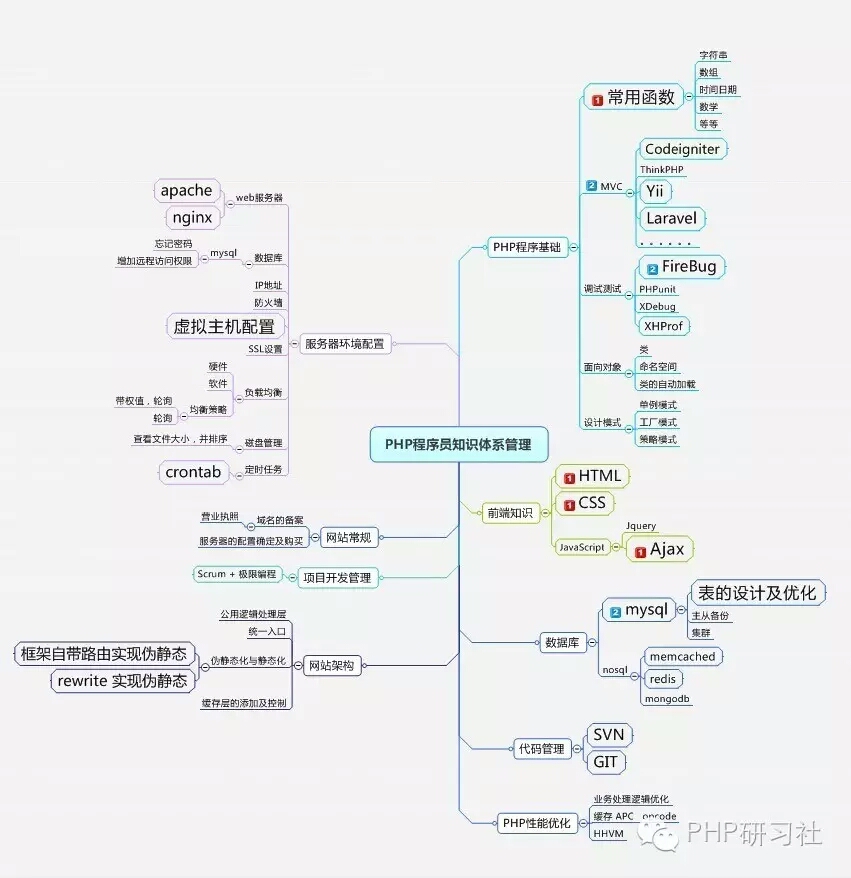 PHP程序员知识体系管理
PHP程序基础
1 常用函数
字符串
数组
时间日期
数学
等等
2 MVC
Codeigniter
ThinkPHP
Yii
Laravel
. . . . . .
调试测试
2 FireBug
PHPunit
XDebug
XHProf
面向对象
类
命名空间
类的自动加载
设计模式
单例模式
工厂模式
策略模式
前端知识
1 HTML
1 CSS
JavaScript
Jquery
1 Ajax
数据库
2 mysql
表的设计及优化
主从备份
集群
nosql
memcached
redis
mongodb
代码管理
SVN
GIT
PHP性能优化
业务处理逻辑优化
缓存 APC opcode
HHVM
服务器环境配置
web服务器
apache
nginx
数据库
mysql
忘记密码
增加远程访问权限
IP地址
防火墙
虚拟主机配置
SSL设置
负载均衡
硬件
软件
均衡策略
带权值，轮询
轮询
磁盘管理
查看文件大小，并排序
定时任务
crontab
网站常规
域名的备案
营业执照
服务器的配置确定及购买
项目开发管理
Scrum + 极限编程
网站架构
公用逻辑处理层
统一入口
伪静态化与静态化
框架自带路由实现伪静态
rewrite 实现伪静态
缓存层的添加及控制
PHP研习社